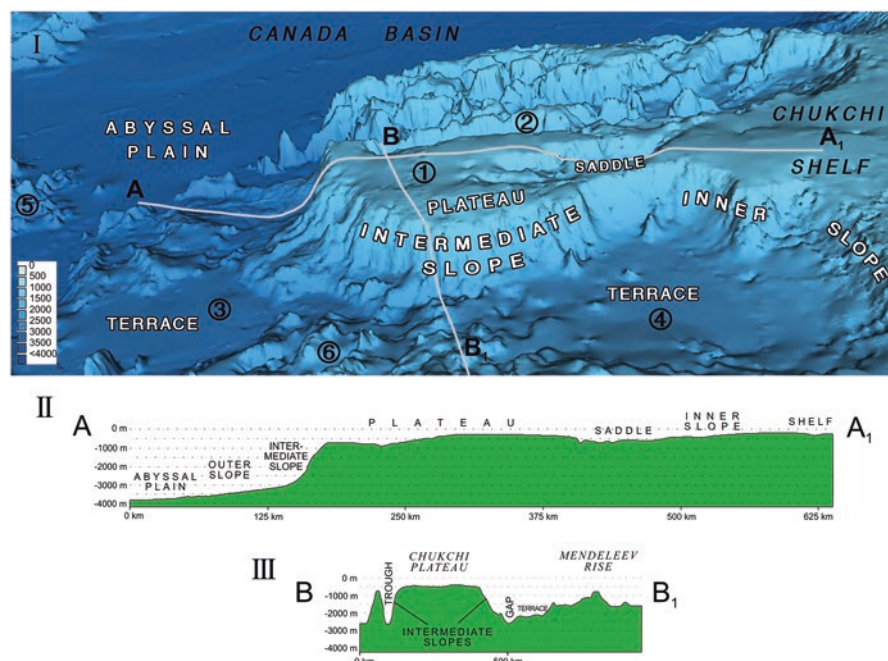 I
CANADA BASIN
ABYSSAL
PLAIN
CHUKCHI
SHELF
A
B
②
A₁
①
SADDLE
⑤
PLATEAU
INTERMEDIATE
SLOPE
INNER
SLOPE
0
500
1000
1500
2000
2500
3000
3500
<4000
③
TERRACE
TERRACE
④
⑥
B₁
II
A
A₁
PLATEAU
SADDLE
INNER
SLOPE
SHELF
INTER-
MEDIATE
SLOPE
OUTER
SLOPE
ABYSSAL
PLAIN
0 m
-1000 m
-2000 m
-3000 m
-4000 m
0 km
125 km
250 km
375 km
500 km
625 km
III
B
B₁
CHUKCHI
PLATEAU
MENDELEEV
RISE
TROUGH
GAP
TERRACE
INTERMEDIATE
SLOPES
0 m
-1000 m
-2000 m
-3000 m
-4000 m
0 km
500 km